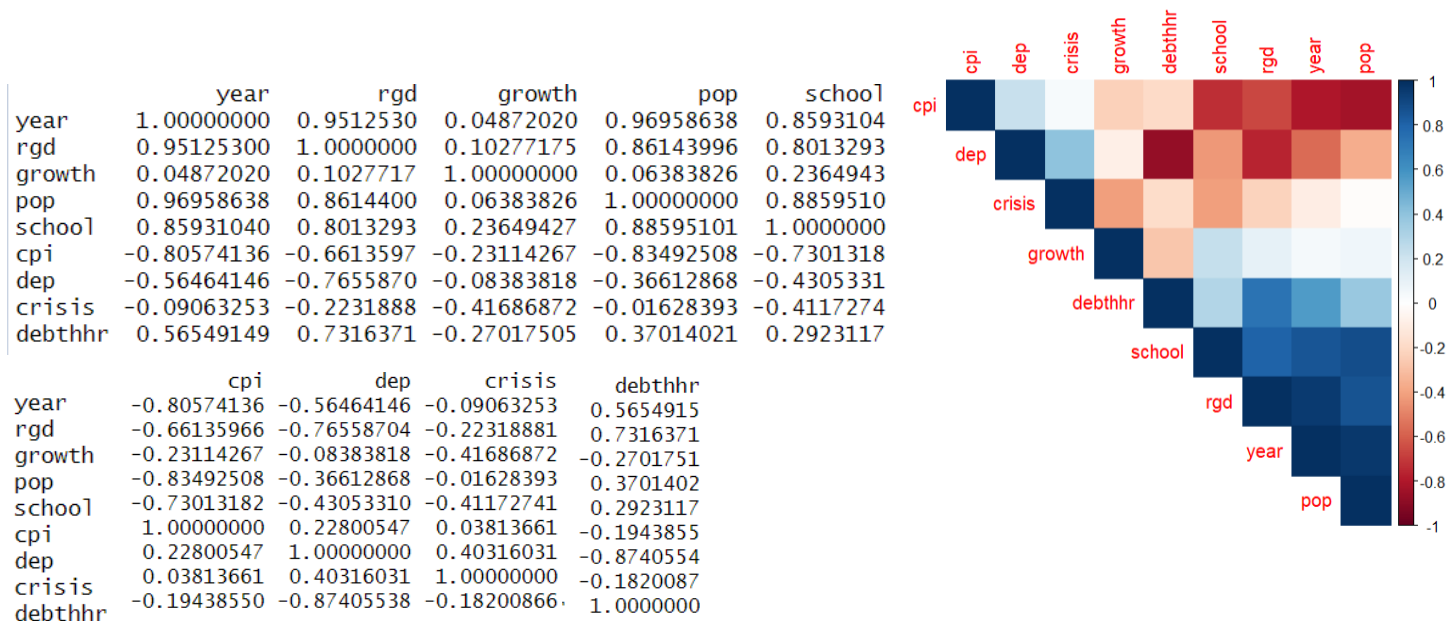 year rgd growth pop school
year 1.00000000 0.9512530 0.04872020 0.96958638 0.8593104
rgd 0.95125300 1.0000000 0.10277175 0.86143996 0.8013293
growth 0.04872020 0.1027717 1.00000000 0.06383826 0.2364943
pop 0.96958638 0.8614400 0.06383826 1.00000000 0.8859510
school 0.85931040 0.8013293 0.23649427 0.88595101 1.0000000
cpi -0.80574136 -0.6613597 -0.23114267 -0.83492508 -0.7301318
dep -0.56464146 -0.7655870 -0.08383818 -0.36612868 -0.4305331
crisis -0.09063253 -0.2231888 -0.41686872 -0.01628393 -0.4117274
debthhr 0.56549149 0.7316371 -0.27017505 0.37014021 0.2923117
cpi dep crisis debthhr
year -0.80574136 -0.56464146 -0.09063253 0.5654915
rgd -0.66135966 -0.76558704 -0.22318881 0.7316371
growth -0.23114267 -0.08383818 -0.41686872 -0.2701751
pop -0.83492508 -0.36612868 -0.01628393 0.3701402
school -0.73013182 -0.43053310 -0.41172741 0.2923117
cpi 1.00000000 0.22800547 0.03813661 -0.1943855
dep 0.22800547 1.00000000 0.40316031 -0.8740554
crisis 0.03813661 0.40316031 1.00000000 -0.1820087
debthhr -0.19438550 -0.87405538 -0.18200866 1.0000000
cpi dep crisis growth debthhr school rgd year pop
cpi
dep
crisis
growth
debthhr
school
rgd
year
pop
1
0.8
0.6
0.4
0.2
0
-0.2
-0.4
-0.6
-0.8
-1